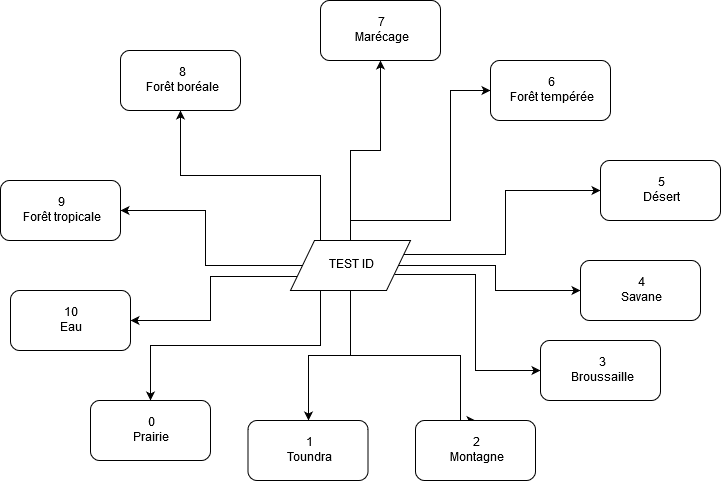 7
Marécage
8
Forêt boréale
6
Forêt tempérée
5
Désert
9
Forêt tropicale
TEST ID
4
Savane
10
Eau
3
Broussaille
0
Prairie
1
Toundra
2
Montagne